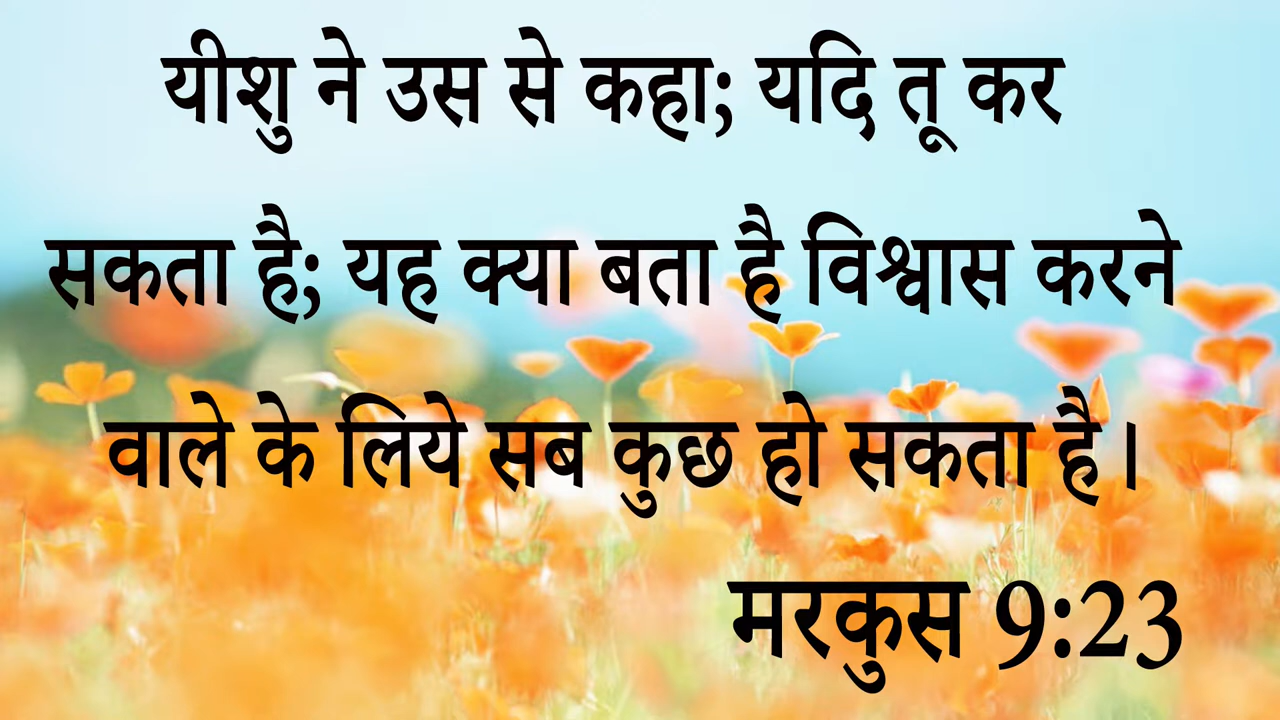 यीशु ने उस से कहा; यदि तू कर
सकता है; यह क्या बता है विश्वास करने
वाले के लिये सब कुछ हो सकता है।
मरकुस 9:23